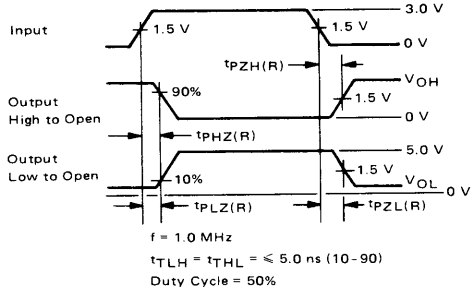 3.0 V
Input
1.5 V
1.5 V
0 V
tPZH(R)
VOH
90%
1.5 V
Output
High to Open
0 V
tPHZ(R)
5.0 V
Output
Low to Open
1.5 V
10%
VOL
0 V
tPLZ(R)
tPZL(R)
f = 1.0 MHz
tTLH = tTHL = ⩽ 5.0 ns (10-90)
Duty Cycle = 50%